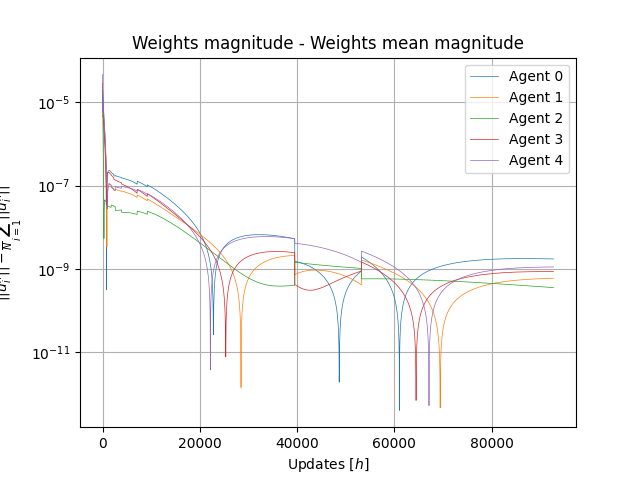 Weights magnitude - Weights mean magnitude
Agent 0
Agent 1
Agent 2
Agent 3
Agent 4
10⁻⁵
10⁻⁷
10⁻⁹
10⁻¹¹
0
20000
40000
60000
80000
Updates [h]